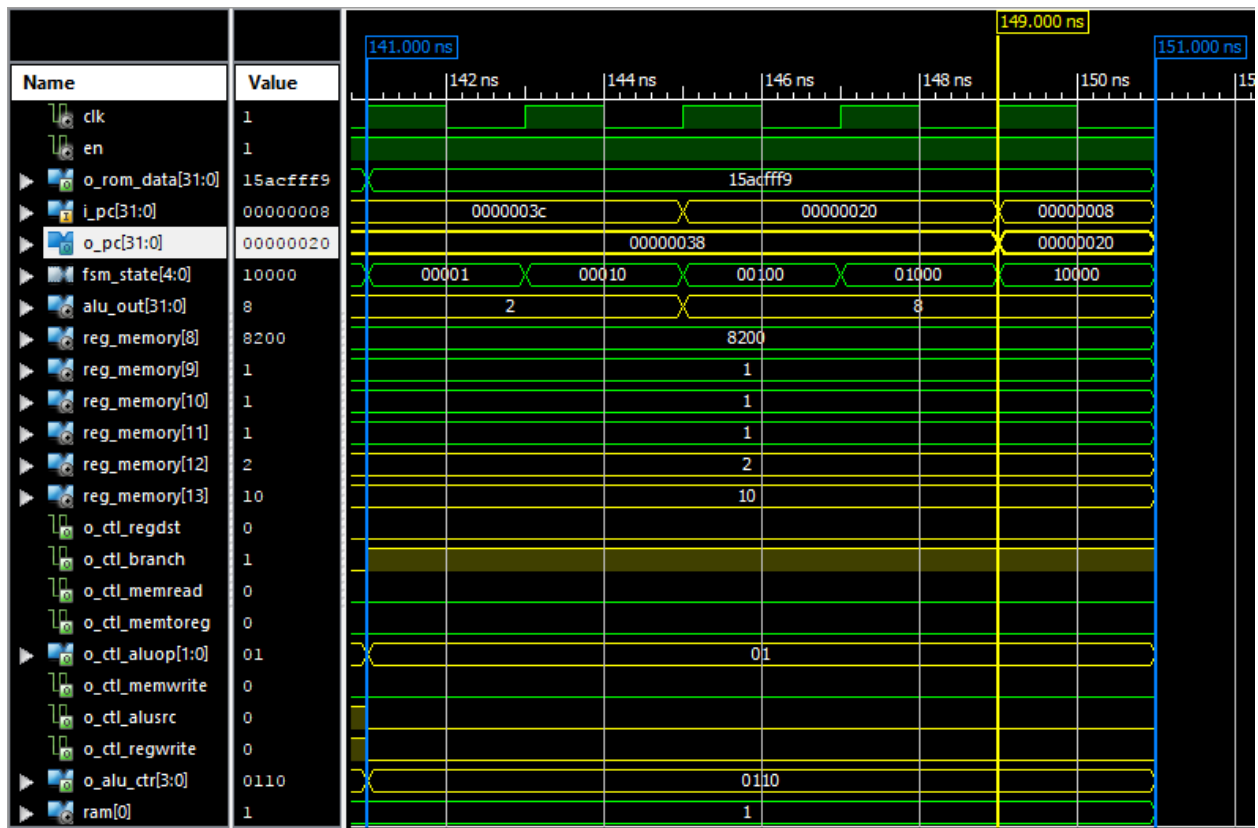 149.000 ns
141.000 ns 151.000 ns
Name Value 142 ns 144 ns 146 ns 148 ns 150 ns 15
clk 1
en 1
o_rom_data[31:0] 15acfff9 15acfff9
i_pc[31:0] 00000008 0000003c 00000020 00000008
o_pc[31:0] 00000020 00000038 00000020
fsm_state[4:0] 10000 00001 00010 00100 01000 10000
alu_out[31:0] 8 2 8
reg_memory[8] 8200 8200
reg_memory[9] 1 1
reg_memory[10] 1 1
reg_memory[11] 1 1
reg_memory[12] 2 2
reg_memory[13] 10 10
o_ctl_regdst 0
o_ctl_branch 1
o_ctl_memread 0
o_ctl_memtoreg 0
o_ctl_aluop[1:0] 01 01
o_ctl_memwrite 0
o_ctl_alusrc 0
o_ctl_regwrite 0
o_alu_ctr[3:0] 0110 0110
ram[0] 1 1